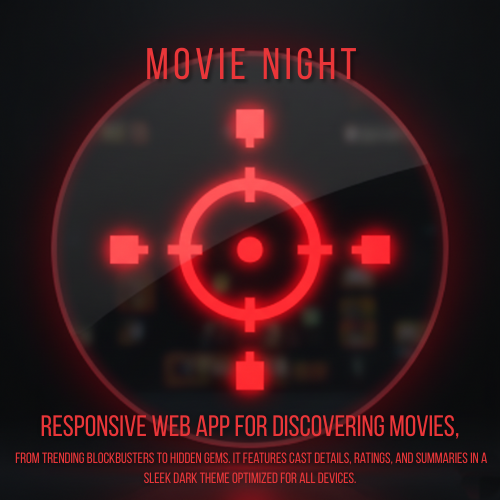 MOVIE NIGHT
RESPONSIVE WEB APP FOR DISCOVERING MOVIES,
FROM TRENDING BLOCKBUSTERS TO HIDDEN GEMS. IT FEATURES CAST DETAILS, RATINGS, AND SUMMARIES IN A
SLEEK DARK THEME OPTIMIZED FOR ALL DEVICES.